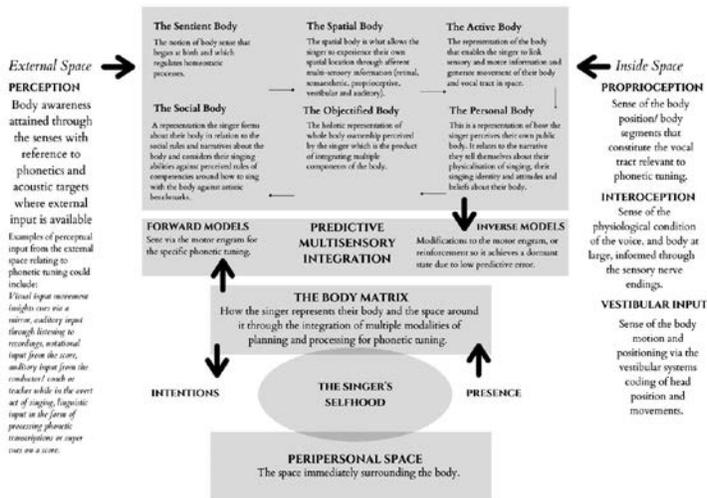 External Space
PERCEPTION
Body awareness
attained through
the senses with
reference to
phonetics and
acoustic targets
where external
input is available
Examples of perceptual
input from the external
space relating to
phonetic tuning could
include:
Visual input movement
insights cues via a
mirror, auditory input
through listening to
recordings, notational
input from the score,
auditory input from the
conductor/ coach or
teacher while in the overt
act of singing, linguistic
input in the form of
processing phonetic
transcriptions or super
cues on a score.
The Sentient Body
The notion of body sense that
began at birth and which
regulates homeostatic
processes.
The Spatial Body
The spatial body is what allows the
singer to experience their own
spatial location through afferent
multi-sensory information (retinal,
somaesthetic, proprioceptive,
vestibular and auditory).
The Active Body
The representation of the body
that enables the singer to link
sensory and motor information and
generate movement of their body
and vocal tract in space.
The Social Body
A representation the singer forms
about their body in relation to the
social rules and narratives about the
body and considers their singing
abilities against perceived rules of
competencies around how to sing
with the body against artistic
benchmarks.
The Objectified Body
The holistic representation of
whole body ownership perceived
by the singer which is the product
of integrating multiple
components of the body.
The Personal Body
This is a representation of how the
singer perceives their own public
body. It relates to the narrative
they tell themselves about their
physicalisation of singing, their
singing identity and attitudes and
beliefs about their body.
FORWARD MODELS
Sent via the motor engram for
the specific phonetic tuning.
PREDICTIVE
MULTISENSORY
INTEGRATION
INVERSE MODELS
Modifications to the motor engram, or
reinforcement so it achieves a dormant
state due to low predictive error.
THE BODY MATRIX
How the singer represents their body and the space around
it through the integration of multiple modalities of
planning and processing for phonetic tuning.
INTENTIONS
THE SINGER'S
SELFHOOD
PRESENCE
PERIPERSONAL SPACE
The space immediately surrounding the body.
Inside Space
PROPRIOCEPTION
Sense of the body
position/ body
segments that
constitute the vocal
tract relevant to
phonetic tuning.
INTEROCEPTION
Sense of the
physiological condition
of the voice, and body at
large, informed through
the sensory nerve
endings.
VESTIBULAR INPUT
Sense of the body
motion and
positioning via the
vestibular systems
coding of head
position and
movements.